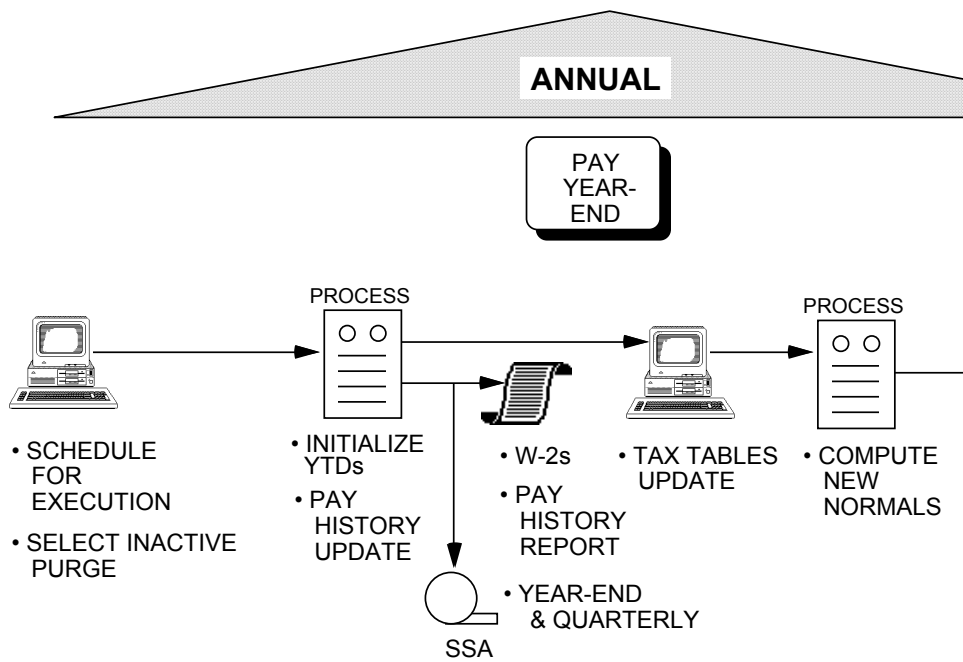 ANNUAL
PAY
YEAR-
END
PROCESS
PROCESS
• SCHEDULE
FOR
EXECUTION
• SELECT INACTIVE
PURGE
• INITIALIZE
YTDs
• PAY
HISTORY
UPDATE
• W-2s
• PAY
HISTORY
REPORT
• TAX TABLES
UPDATE
• COMPUTE
NEW
NORMALS
• YEAR-END
& QUARTERLY
SSA